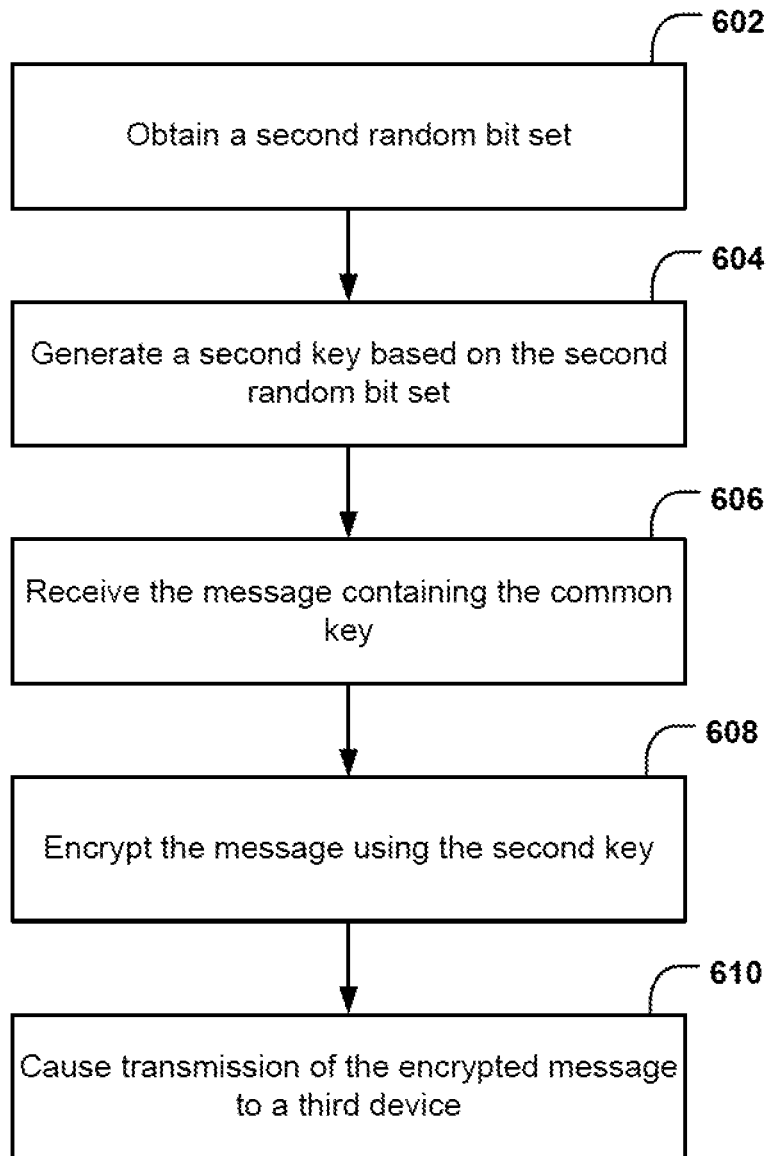 602
Obtain a second random bit set
604
Generate a second key based on the second
random bit set
606
Receive the message containing the common
key
608
Encrypt the message using the second key
610
Cause transmission of the encrypted message
to a third device